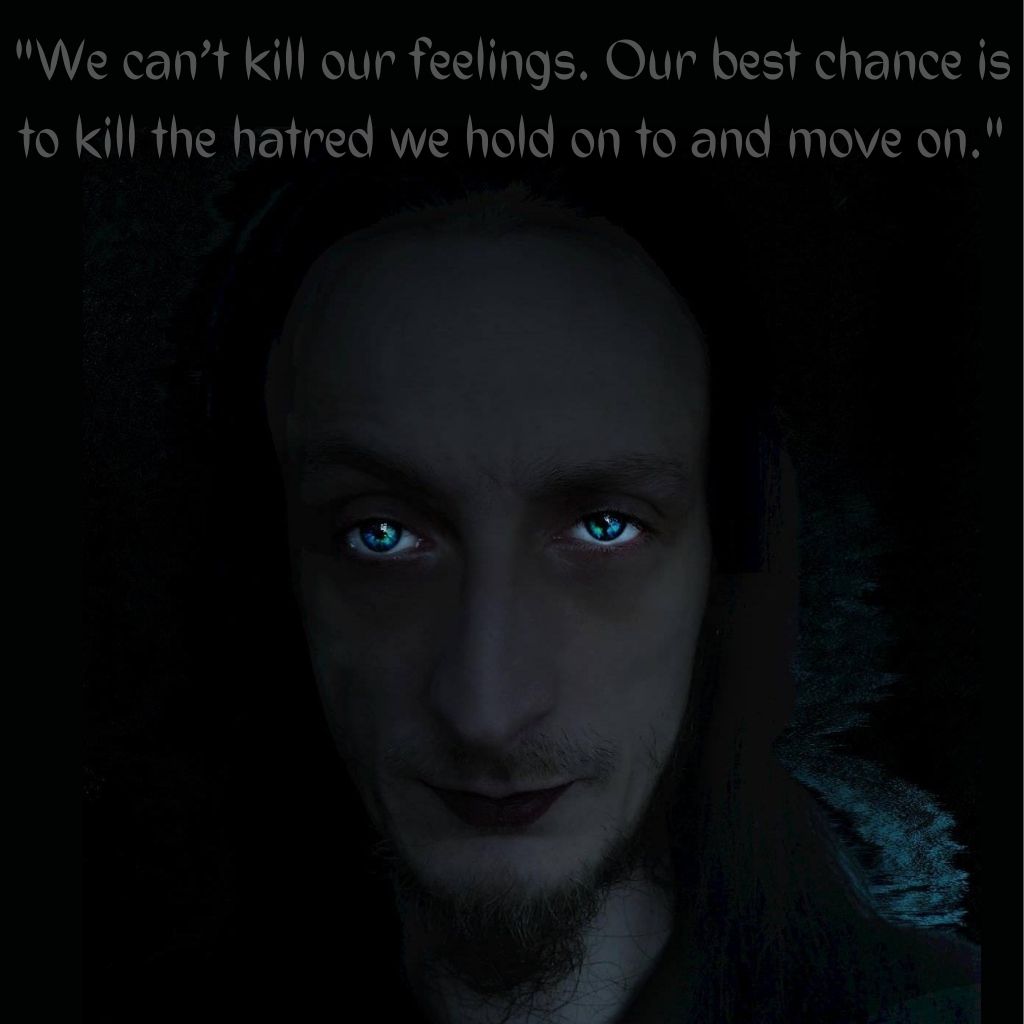 "We can't kill our feelings. Our best chance is
to kill the hatred we hold on to and move on."